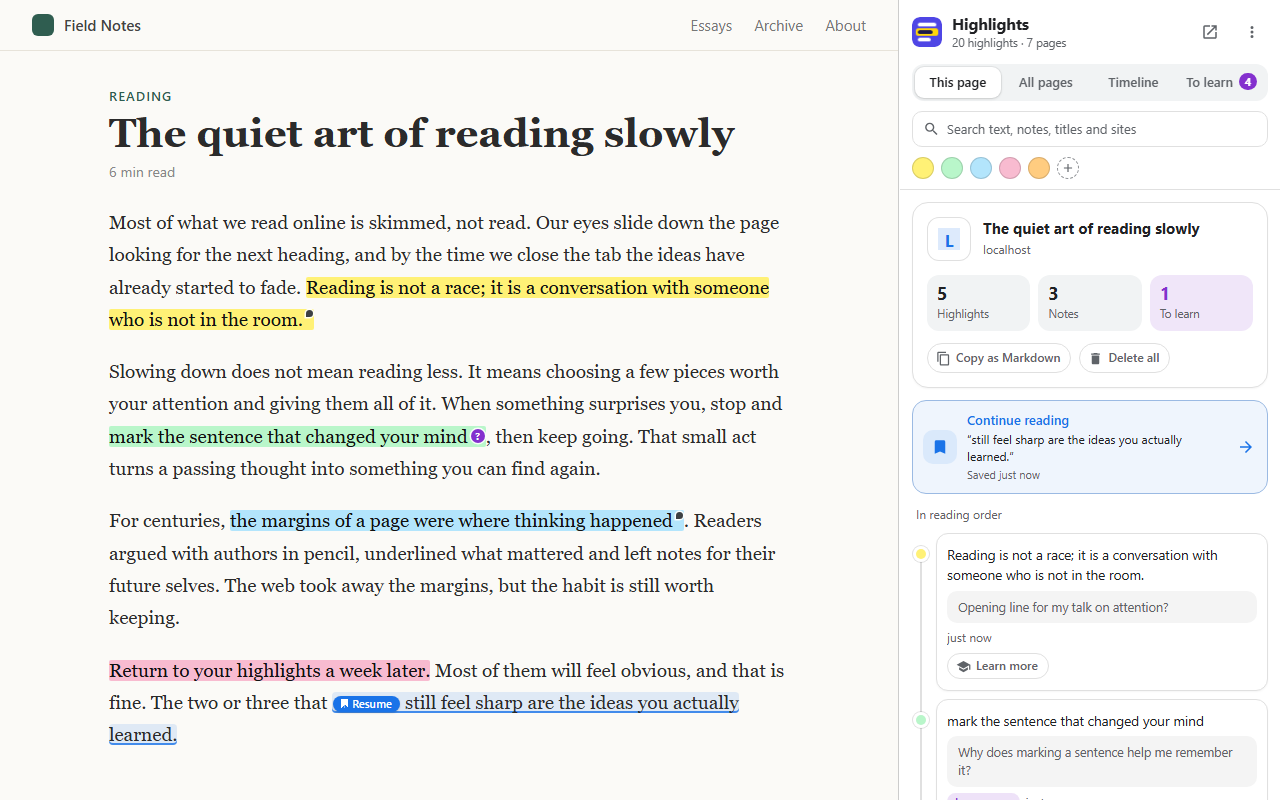 Field Notes
Essays Archive About
READING
The quiet art of reading slowly
6 min read
Most of what we read online is skimmed, not read. Our eyes slide down the page
looking for the next heading, and by the time we close the tab the ideas have
already started to fade. Reading is not a race; it is a conversation with someone
who is not in the room.
Slowing down does not mean reading less. It means choosing a few pieces worth
your attention and giving them all of it. When something surprises you, stop and
mark the sentence that changed your mind ?, then keep going. That small act
turns a passing thought into something you can find again.
For centuries, the margins of a page were where thinking happened. Readers
argued with authors in pencil, underlined what mattered and left notes for their
future selves. The web took away the margins, but the habit is still worth
keeping.
Return to your highlights a week later. Most of them will feel obvious, and that is
fine. The two or three that Resume still feel sharp are the ideas you actually
learned.
Highlights
20 highlights · 7 pages
This page All pages Timeline To learn 4
Search text, notes, titles and sites
L
The quiet art of reading slowly
localhost
5 3 1
Highlights Notes To learn
Copy as Markdown Delete all
Continue reading
"still feel sharp are the ideas you actually
learned."
Saved just now
In reading order
Reading is not a race; it is a conversation with
someone who is not in the room.
Opening line for my talk on attention?
just now
Learn more
mark the sentence that changed your mind
Why does marking a sentence help me remember
it?